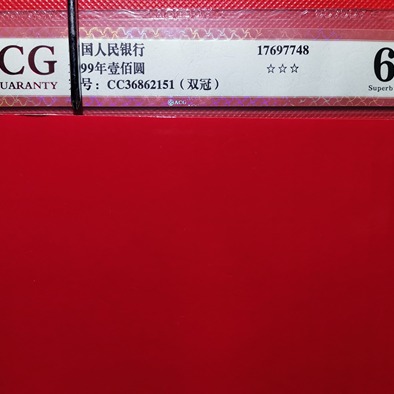 CG
UARANTY
国人民银行
17697748
99年壹佰圆
☆☆☆
号：CC36862151（双冠）
ACG
6
Superb